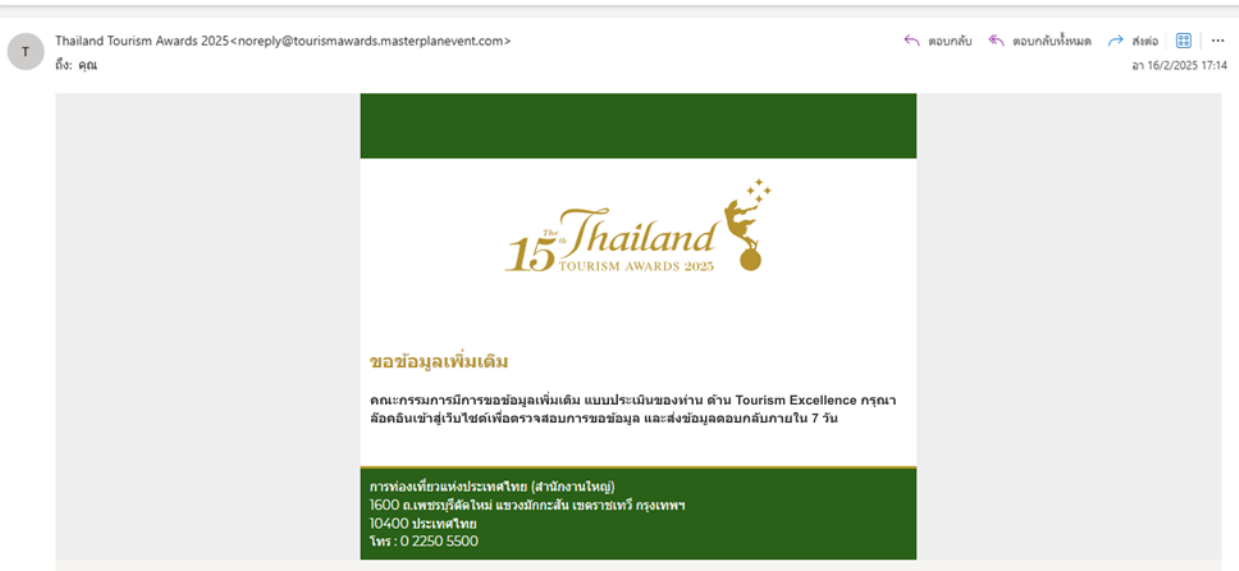 T
Thailand Tourism Awards 2025<noreply@tourismawards.masterplanevent.com>
ตอบกลับ ตอบกลับทั้งหมด ส่งต่อ ...
ถึง: คุณ
อา 16/2/2025 17:14
The 15th Thailand
TOURISM AWARDS 2025
ขอข้อมูลเพิ่มเติม
คณะกรรมการมีการขอข้อมูลเพิ่มเติม แบบประเมินของท่าน ด้าน Tourism Excellence กรุณา
ล๊อคอินเข้าสู่เว็บไซต์เพื่อตรวจสอบการขอข้อมูล และส่งข้อมูลตอบกลับภายใน 7 วัน
การท่องเที่ยวแห่งประเทศไทย (สำนักงานใหญ่)
1600 ถ.เพชรบุรีตัดใหม่ แขวงมักกะสัน เขตราชเทวี กรุงเทพฯ
10400 ประเทศไทย
โทร : 0 2250 5500